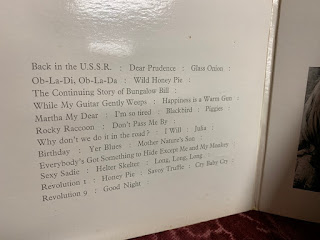 Back in the U.S.S.R. : Dear Prudence : Glass Onion :
Ob-La-Di, Ob-La-Da : Wild Honey Pie :
The Continuing Story of Bungalow Bill :
While My Guitar Gently Weeps : Happiness is a Warm Gun
Martha My Dear : I'm so tired : Blackbird : Piggies :
Rocky Raccoon : Don't Pass Me By :
Why don't we do it in the road? : I Will : Julia :
Birthday : Yer Blues : Mother Nature's Son :
Everybody's Got Something to Hide Except Me and My Monkey
Sexy Sadie : Helter Skelter : Long, Long, Long :
Revolution 1 : Honey Pie : Savoy Truffle : Cry Baby Cry :
Revolution 9 : Good Night :